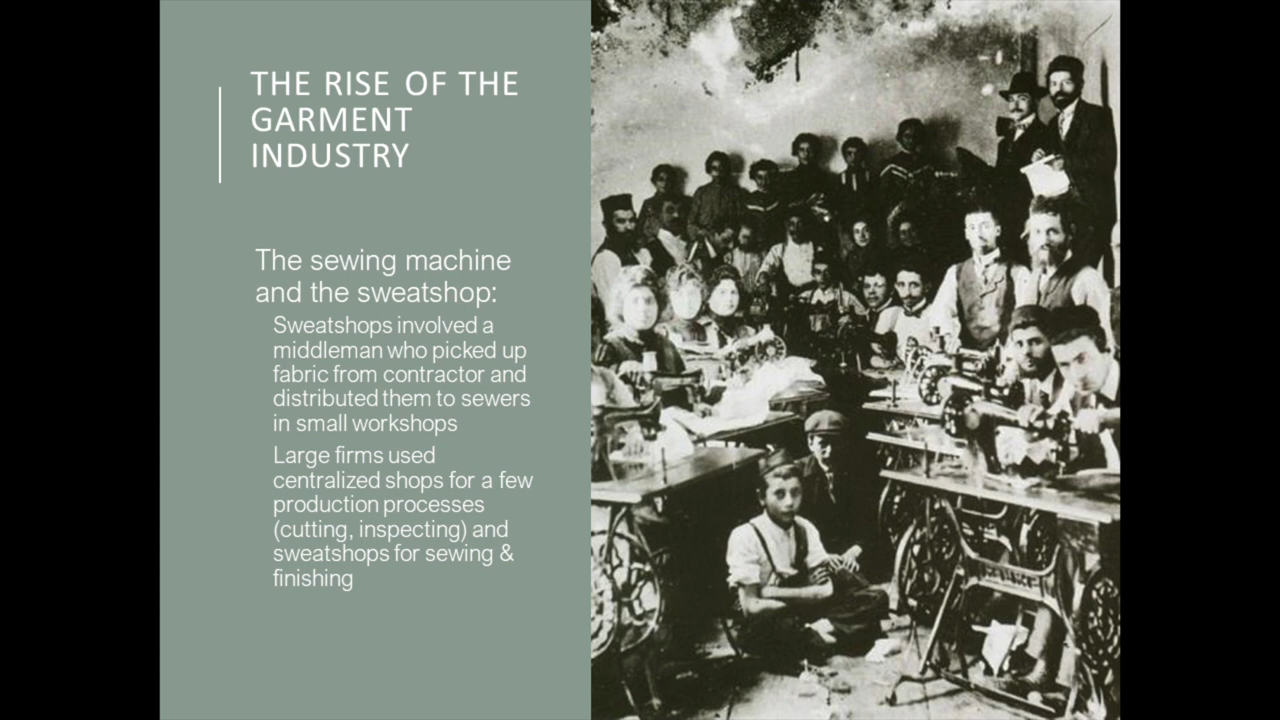 THE RISE OF THE
GARMENT
INDUSTRY
The sewing machine
and the sweatshop:
Sweatshops involved a
middleman who picked up
fabric from contractor and
distributed them to sewers
in small workshops
Large firms used
centralized shops for a few
production processes
(cutting, inspecting) and
sweatshops for sewing &
finishing